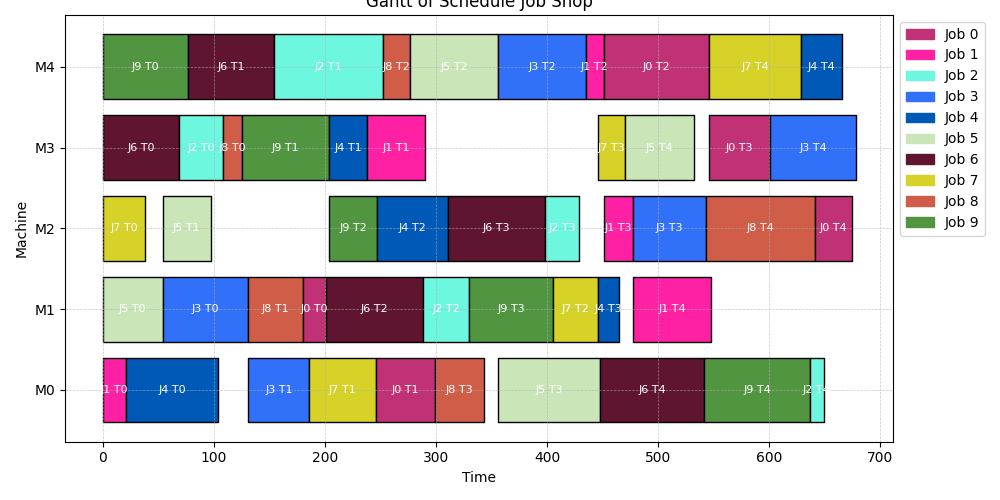 Gantt of Schedule Job Shop
M4
J9 T0 J6 T1 J2 T1 J8 T2 J5 T2 J3 T2 J1 T2 J0 T2 J7 T4 J4 T4
M3
J6 T0 J2 T0 J8 T0 J9 T1 J4 T1 J1 T1 J7 T3 J5 T4 J0 T3 J3 T4
M2
J7 T0 J5 T1 J9 T2 J4 T2 J6 T3 J2 T3 J1 T3 J3 T3 J8 T4 J0 T4
M1
J5 T0 J3 T0 J8 T1 J0 T0 J6 T2 J2 T2 J9 T3 J7 T2 J4 T3 J1 T4
M0
J1 T0 J4 T0 J3 T1 J7 T1 J0 T1 J8 T3 J5 T3 J6 T4 J9 T4 J2 T4
Machine
0 100 200 300 400 500 600 700
Time
Job 0
Job 1
Job 2
Job 3
Job 4
Job 5
Job 6
Job 7
Job 8
Job 9